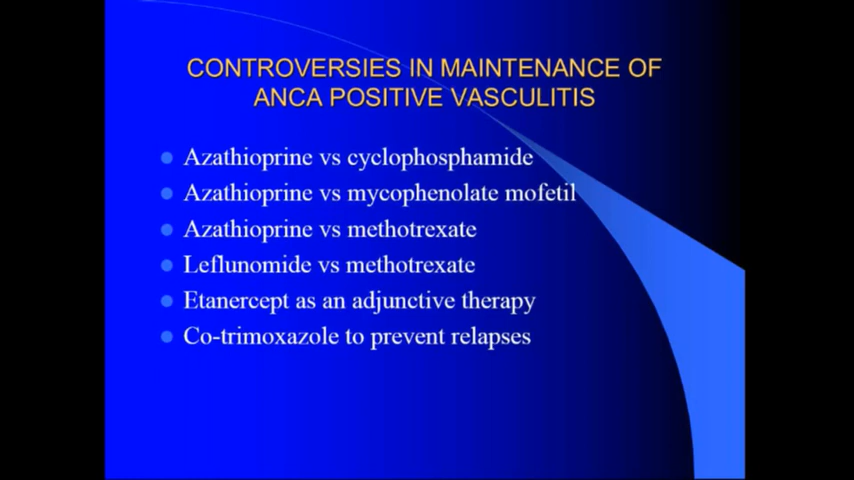 CONTROVERSIES IN MAINTENANCE OF
ANCA POSITIVE VASCULITIS
Azathioprine vs cyclophosphamide
Azathioprine vs mycophenolate mofetil
Azathioprine vs methotrexate
Leflunomide vs methotrexate
Etanercept as an adjunctive therapy
Co-trimoxazole to prevent relapses